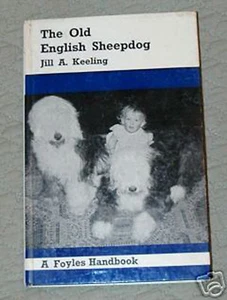 The Old
English Sheepdog
Jill A. Keeling
A Foyles Handbook